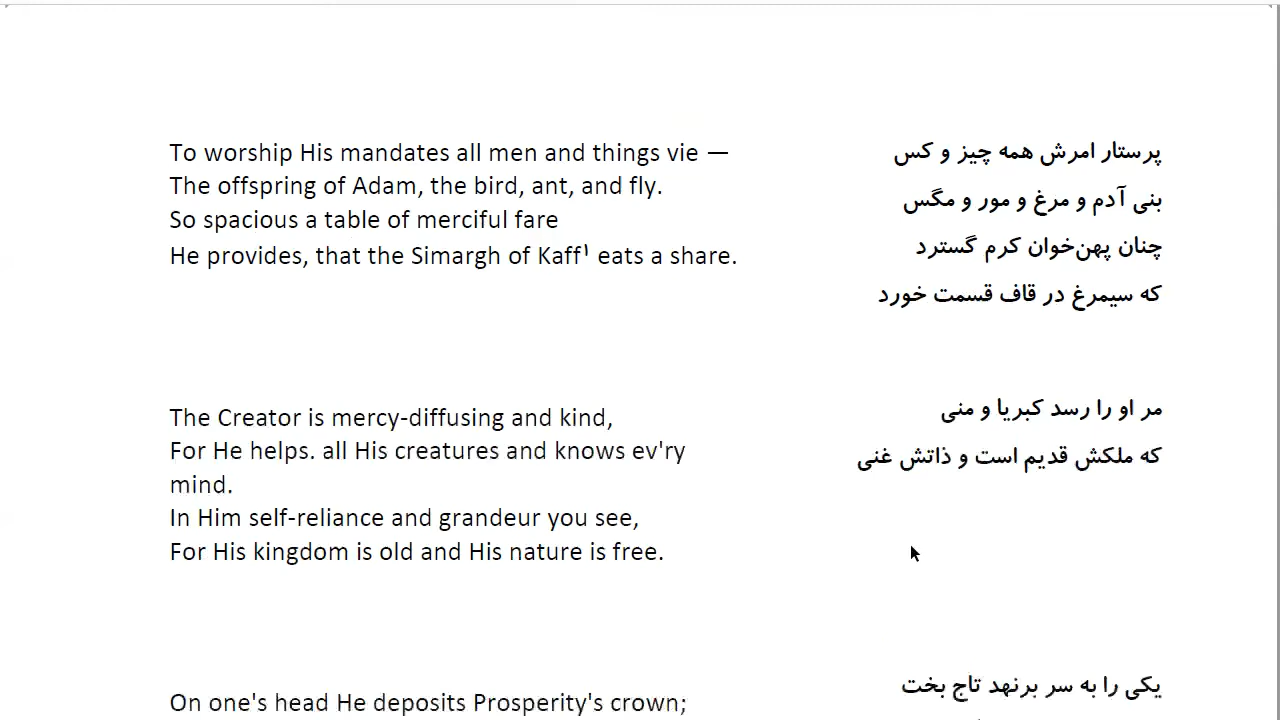 To worship His mandates all men and things vie —
The offspring of Adam, the bird, ant, and fly.
So spacious a table of merciful fare
He provides, that the Simargh of Kaff¹ eats a share.
پرستار امرش همه چیز و کس
بنی آدم و مرغ و مور و مگس
چنان پهن‌خوان کرم گسترد
که سیمرغ در قاف قسمت خورد
The Creator is mercy-diffusing and kind,
For He helps. all His creatures and knows ev'ry
mind.
In Him self-reliance and grandeur you see,
For His kingdom is old and His nature is free.
مر او را رسد کبریا و منی
که ملکش قدیم است و ذاتش غنی
On one's head He deposits Prosperity's crown;
یکی را به سر برنهد تاج بخت